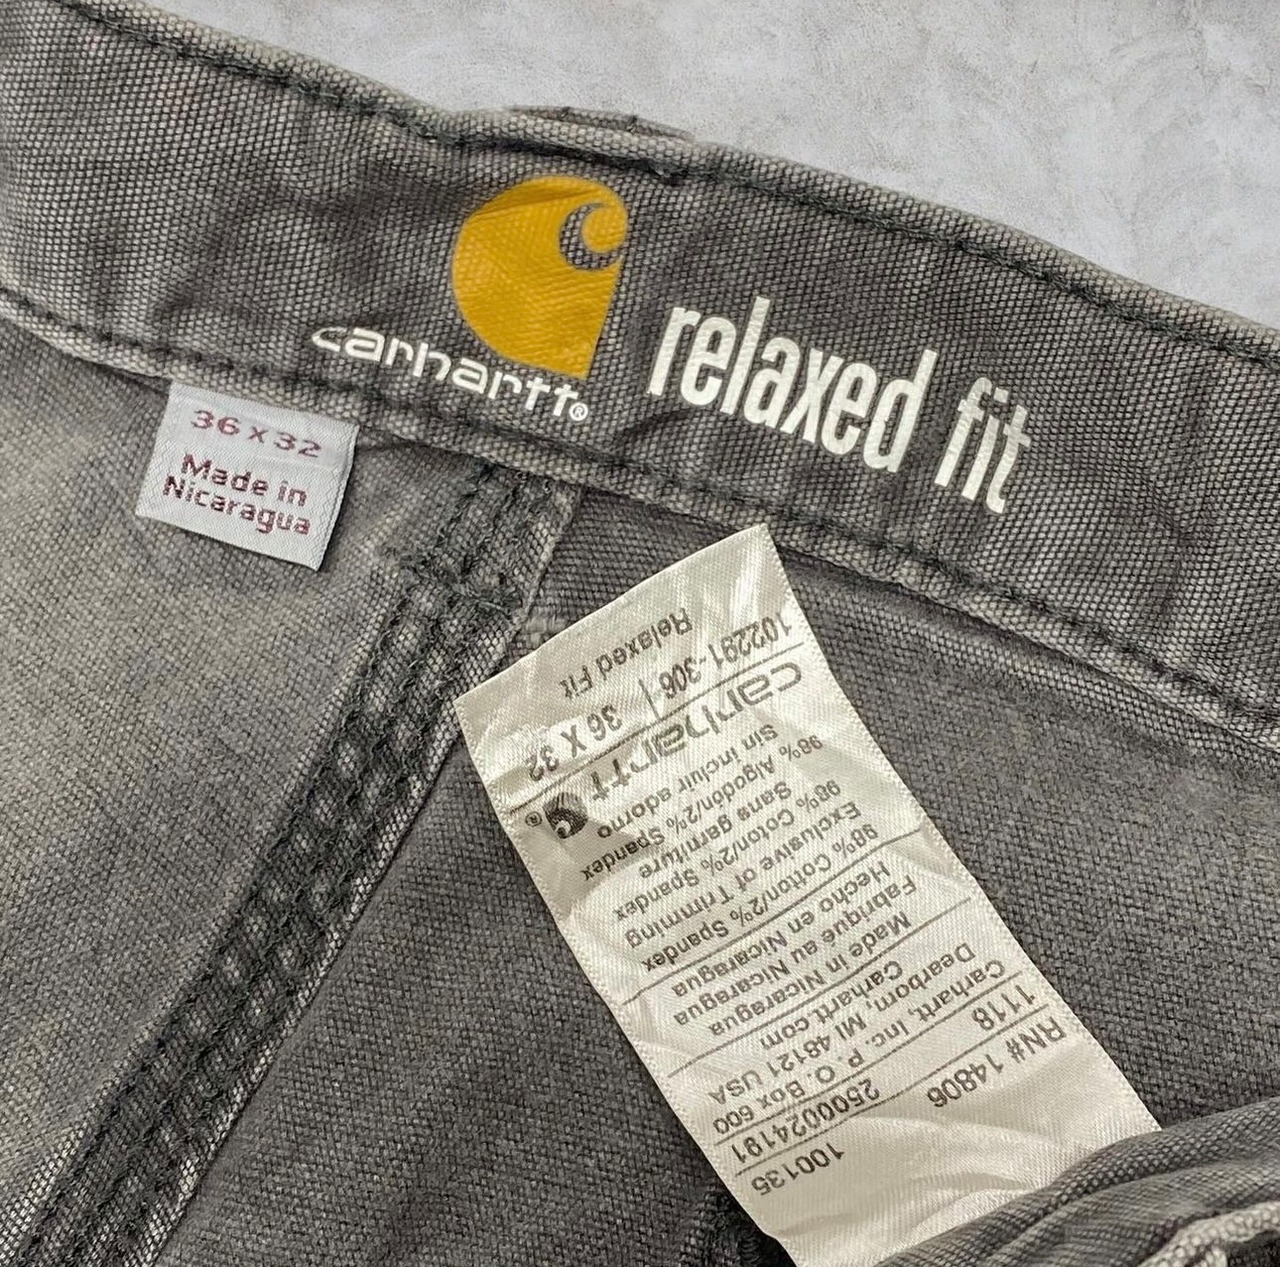 carhartt®
relaxed fit
36 x 32
Made in
Nicaragua
102291-306 | 36 X 32
Relaxed Fit
carhartt ®
98% Algodón/2% Spandex
Sin incluir adorno
98% Coton/2% Spandex
Sans garniture
98% Cotton/2% Spandex
Exclusive of Trimming
Hecho en Nicaragua
Fabriqué au Nicaragua
Made in Nicaragua
Carhartt.com
Dearborn, MI 48121 USA
Carhartt, Inc. P. O. Box 600
1118 2500024191
RN# 14806 100135